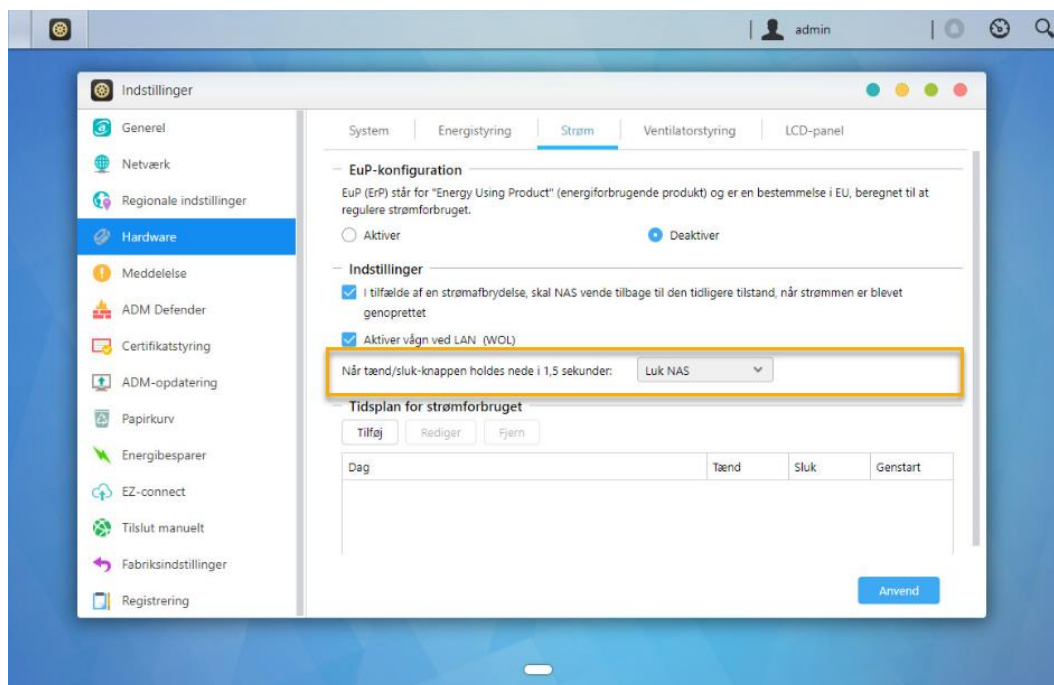 admin
Indstillinger
Generel
Netværk
Regionale indstillinger
Hardware
Meddelelse
ADM Defender
Certifikatstyring
ADM-opdatering
Papirkurv
Energibesparer
EZ-connect
Tilslut manuelt
Fabriksindstillinger
Registrering
System Energistyring Strøm Ventilatorstyring LCD-panel
EuP-konfiguration
EuP (ErP) står for "Energy Using Product" (energiforbrugende produkt) og er en bestemmelse i EU, beregnet til at
regulere strømforbruget.
Aktiver Deaktiver
Indstillinger
I tilfælde af en strømafbrydelse, skal NAS vende tilbage til den tidligere tilstand, når strømmen er blevet
genoprettet
Aktiver vågn ved LAN (WOL)
Når tænd/sluk-knappen holdes nede i 1,5 sekunder: Luk NAS
Tidsplan for strømforbruget
Tilføj Rediger Fjern
Dag Tænd Sluk Genstart
Anvend